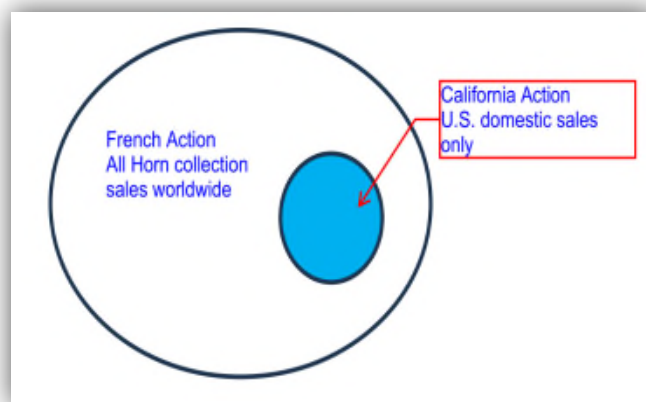 French Action
All Horn collection
sales worldwide
California Action
U.S. domestic sales
only